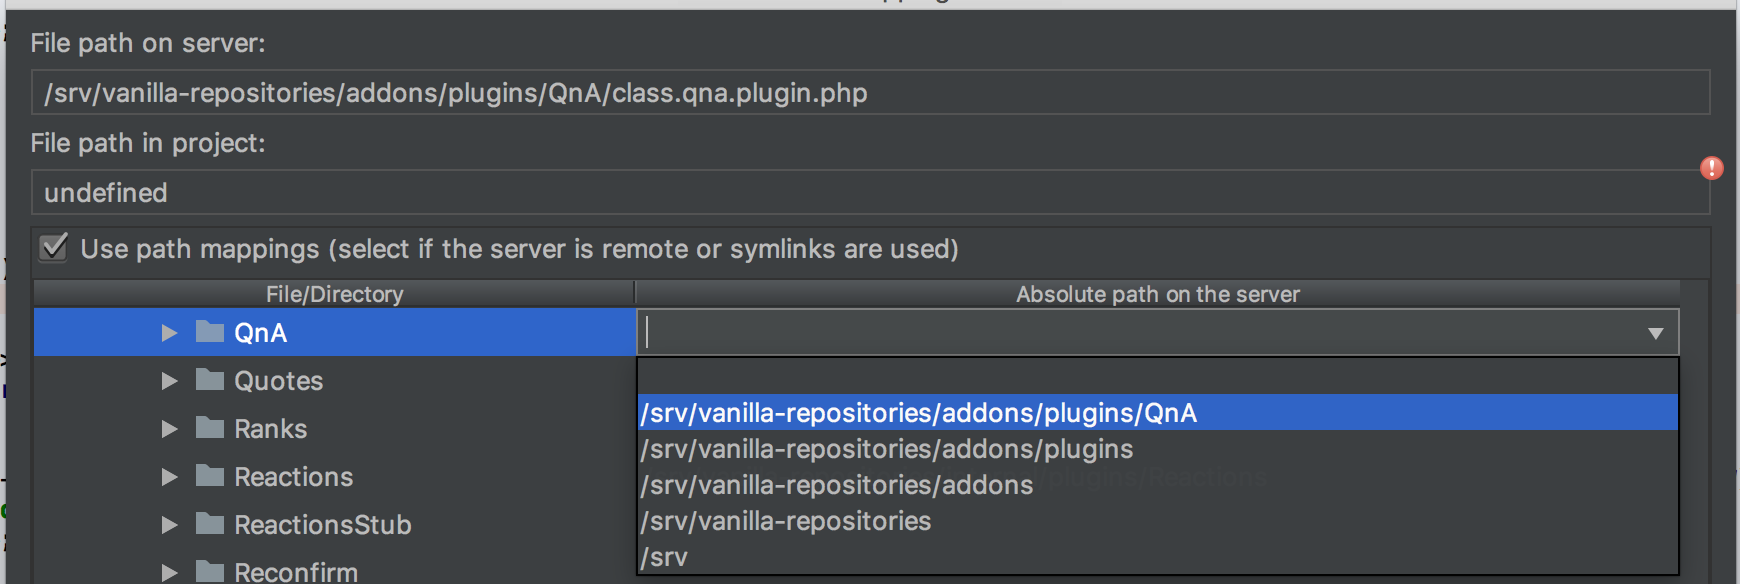 File path on server:
/srv/vanilla-repositories/addons/plugins/QnA/class.qna.plugin.php
File path in project:
undefined
Use path mappings (select if the server is remote or symlinks are used)
File/Directory
Absolute path on the server
QnA
/srv/vanilla-repositories/addons/plugins/QnA
Quotes
/srv/vanilla-repositories/addons/plugins
Ranks
/plugins/Reactions
Reactions
/srv/vanilla-repositories/addons
ReactionsStub
/srv/vanilla-repositories
Reconfirm
/srv